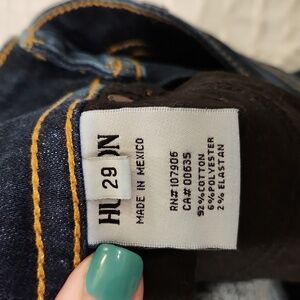 HU ON
29
MADE IN MEXICO
RN# 107906
CA# 00635
92% COTTON
6% POLYESTER
2% ELASTAN